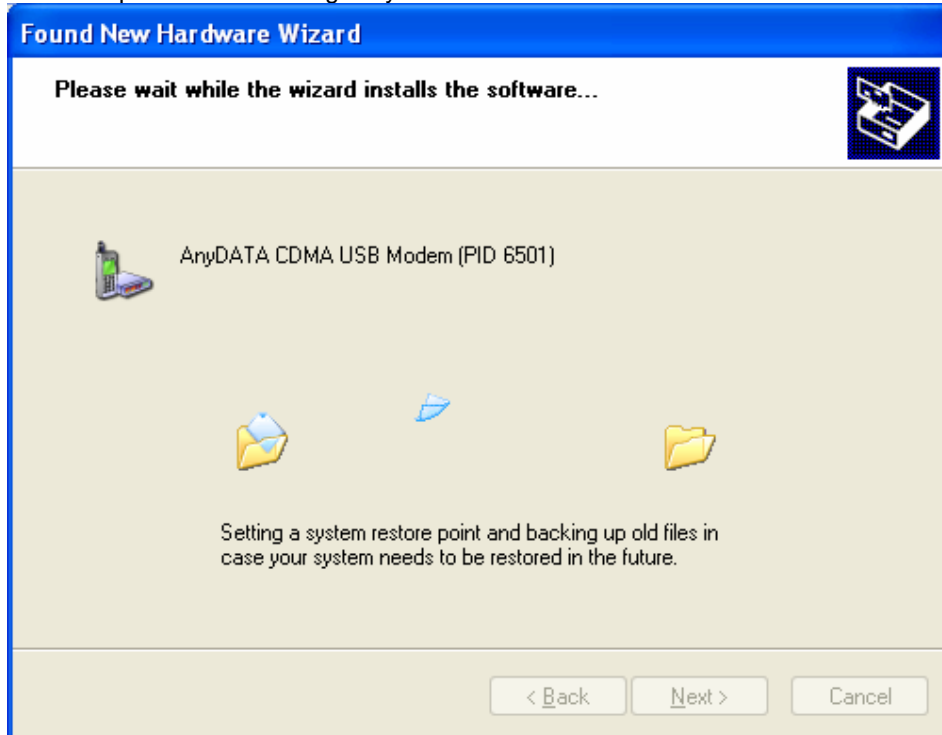 Found New Hardware Wizard
Please wait while the wizard installs the software...
AnyDATA CDMA USB Modem (PID 6501)
Setting a system restore point and backing up old files in
case your system needs to be restored in the future.
< Back Next > Cancel